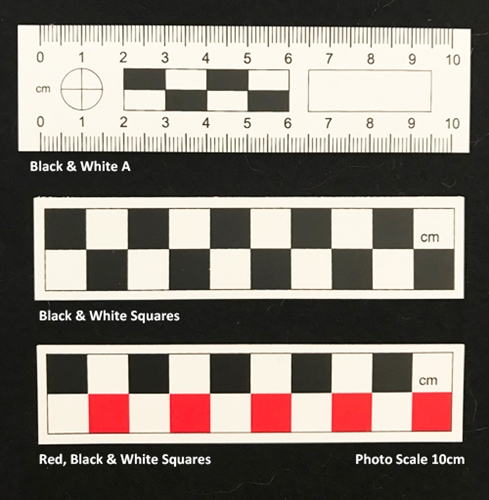 0 1 2 3 4 5 6 7 8 9 10
cm
0 1 2 3 4 5 6 7 8 9 10
Black & White A
cm
Black & White Squares
cm
Red, Black & White Squares
Photo Scale 10cm